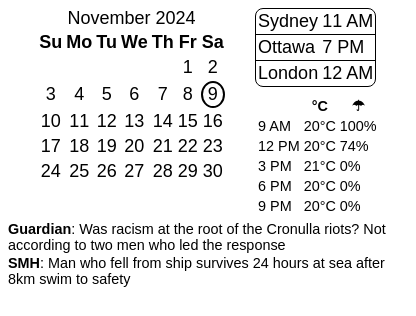 November 2024
Su Mo Tu We Th Fr Sa
1 2
3 4 5 6 7 8 9
10 11 12 13 14 15 16
17 18 19 20 21 22 23
24 25 26 27 28 29 30
Sydney 11 AM
Ottawa 7 PM
London 12 AM
°C ☂
9 AM 20°C 100%
12 PM 20°C 74%
3 PM 21°C 0%
6 PM 20°C 0%
9 PM 20°C 0%
Guardian: Was racism at the root of the Cronulla riots? Not
according to two men who led the response
SMH: Man who fell from ship survives 24 hours at sea after
8km swim to safety